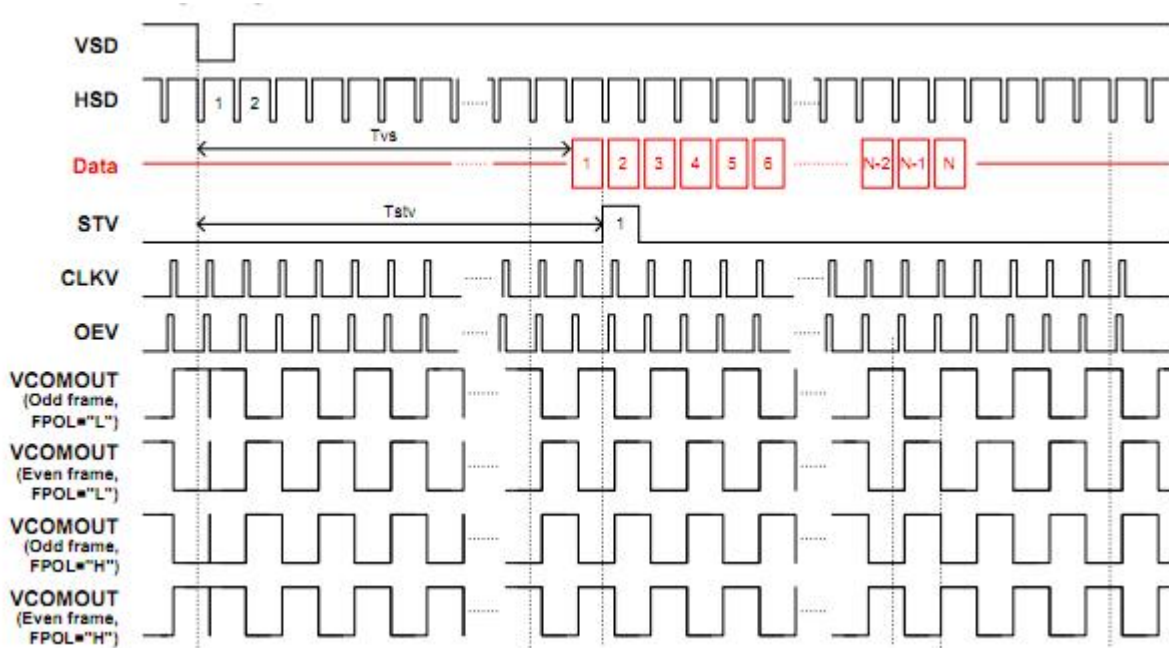 VSD
HSD
1 2
Tvs
Data
1 2 3 4 5 6 N-2 N-1 N
Tstv
STV
1
CLKV
OEV
VCOMOUT
(Odd frame,
FPOL="L")
VCOMOUT
(Even frame,
FPOL="L")
VCOMOUT
(Odd frame,
FPOL="H")
VCOMOUT
(Even frame,
FPOL="H")